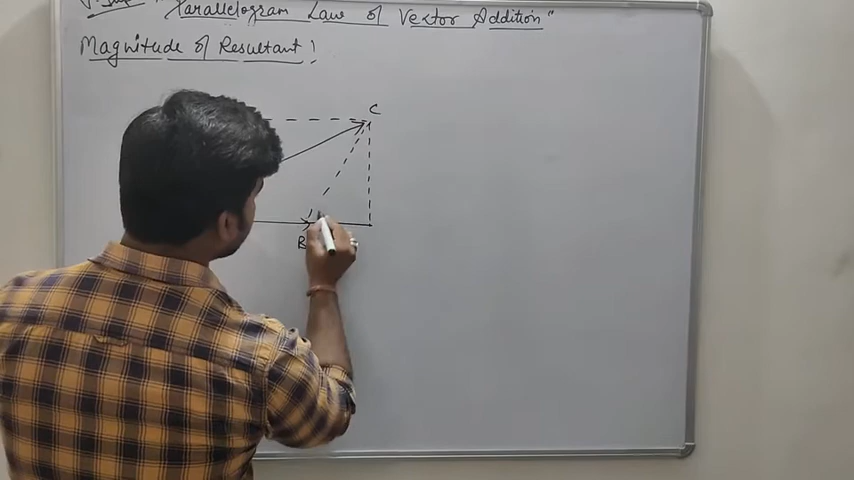 Parallelogram Law of Vector Addition"
Magnitude of Resultant :
C
B